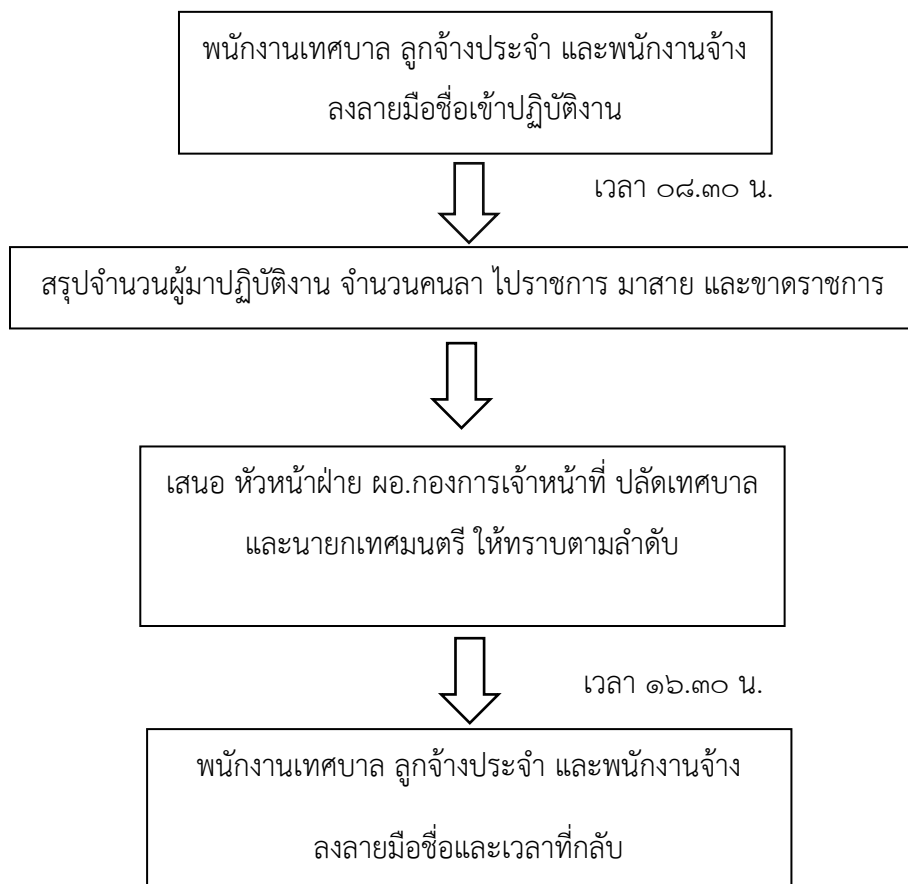 พนักงานเทศบาล ลูกจ้างประจำ และพนักงานจ้าง
ลงลายมือชื่อเข้าปฏิบัติงาน
เวลา ๐๘.๓๐ น.
สรุปจำนวนผู้มาปฏิบัติงาน จำนวนคนลา ไปราชการ มาสาย และขาดราชการ
เสนอ หัวหน้าฝ่าย ผอ.กองการเจ้าหน้าที่ ปลัดเทศบาล
และนายกเทศมนตรี ให้ทราบตามลำดับ
เวลา ๑๖.๓๐ น.
พนักงานเทศบาล ลูกจ้างประจำ และพนักงานจ้าง
ลงลายมือชื่อและเวลาที่กลับ